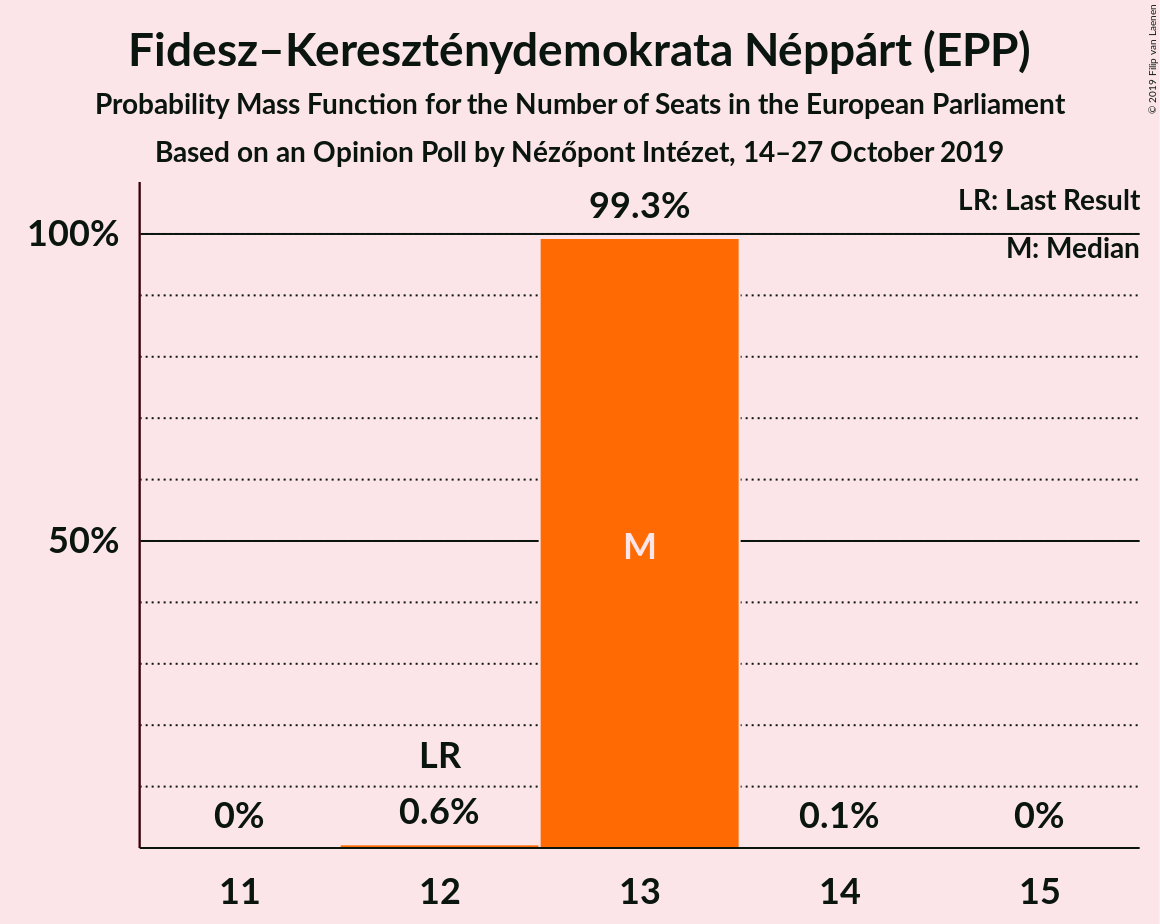 Fidesz–Kereszténydemokrata Néppárt (EPP)
Probability Mass Function for the Number of Seats in the European Parliament
Based on an Opinion Poll by Nézőpont Intézet, 14–27 October 2019
© 2019 Filip van Laenen
LR: Last Result
M: Median
99.3%
100%
50%
M
LR
0%
0.6%
0.1%
0%
11
12
13
14
15